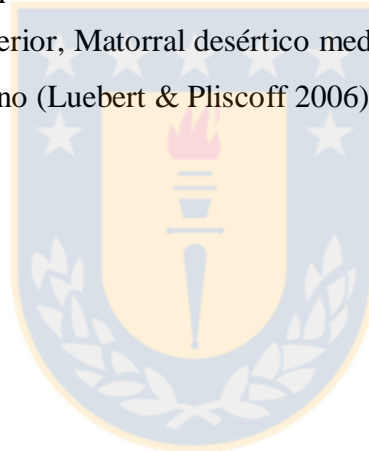 erior, Matorral desértico med
no (Luebert & Pliscoff 2006)